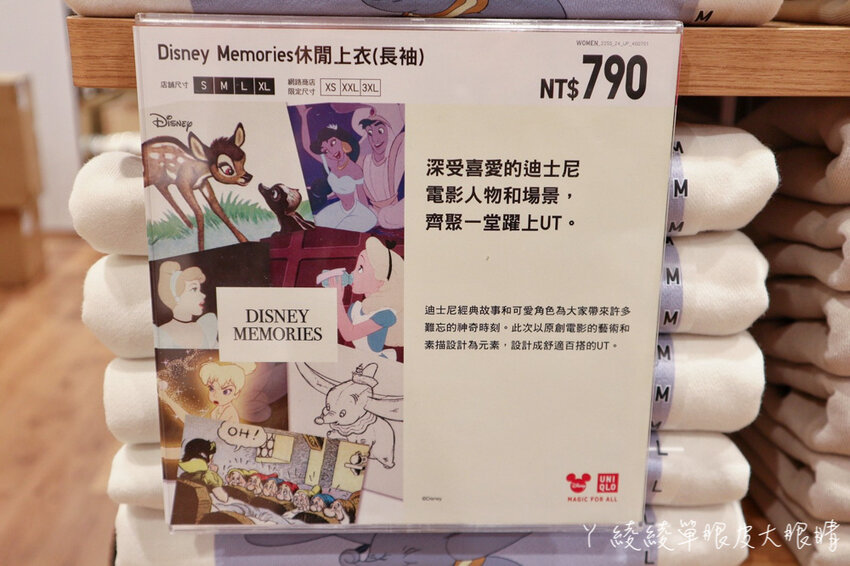 Disney Memories休閒上衣(長袖)
WOMEN
店舖尺寸 S M L XL
網路商店
限定尺寸 XS XXL 3XL
NT$790
Disney
深受喜愛的迪士尼
電影人物和場景，
齊聚一堂躍上UT。
DISNEY
MEMORIES
迪士尼經典故事和可愛角色為大家帶來許多
難忘的神奇時刻。此次以原創電影的藝術和
素描設計為元素，設計成舒適百搭的UT。
OH!
©Disney
Disney
MAGIC FOR ALL
UNI
QLO
M
M
M
M
M
M
L
L
ㄚ綾綾單眼皮大眼睛